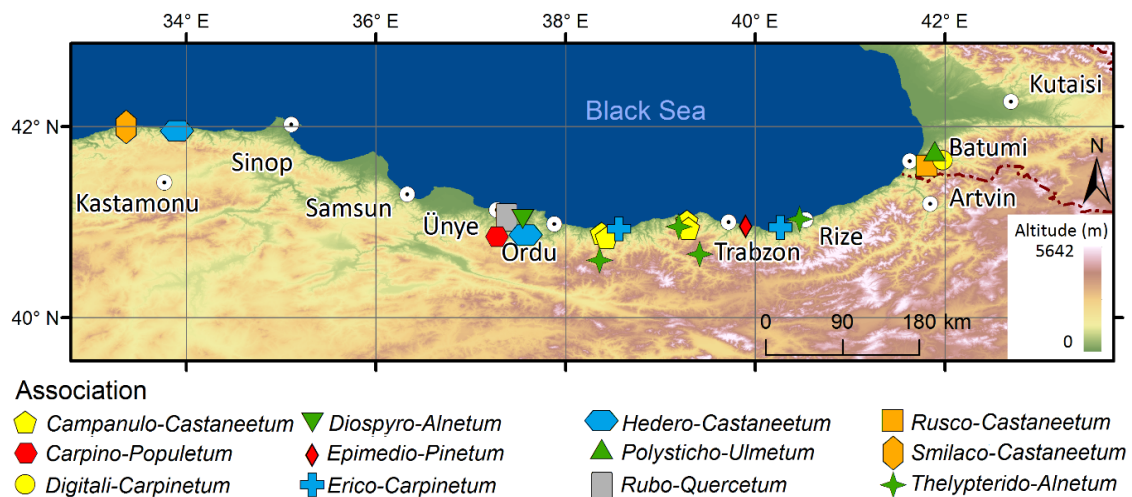 34° E 36° E 38° E 40° E 42° E
42° N
40° N
Black Sea
Kutaisi
Batumi
Artvin
Sinop
Kastamonu
Samsun
Ünye
Ordu
Trabzon
Rize
N
Altitude (m)
5642
0
0 90 180 km
Association
Campanulo-Castaneetum Diospyro-Alnetum Hedero-Castaneetum Rusco-Castaneetum
Carpino-Populetum Epimedio-Pinetum Polysticho-Ulmetum Smilaco-Castaneetum
Digitali-Carpinetum Erico-Carpinetum Rubo-Quercetum Thelypterido-Alnetum